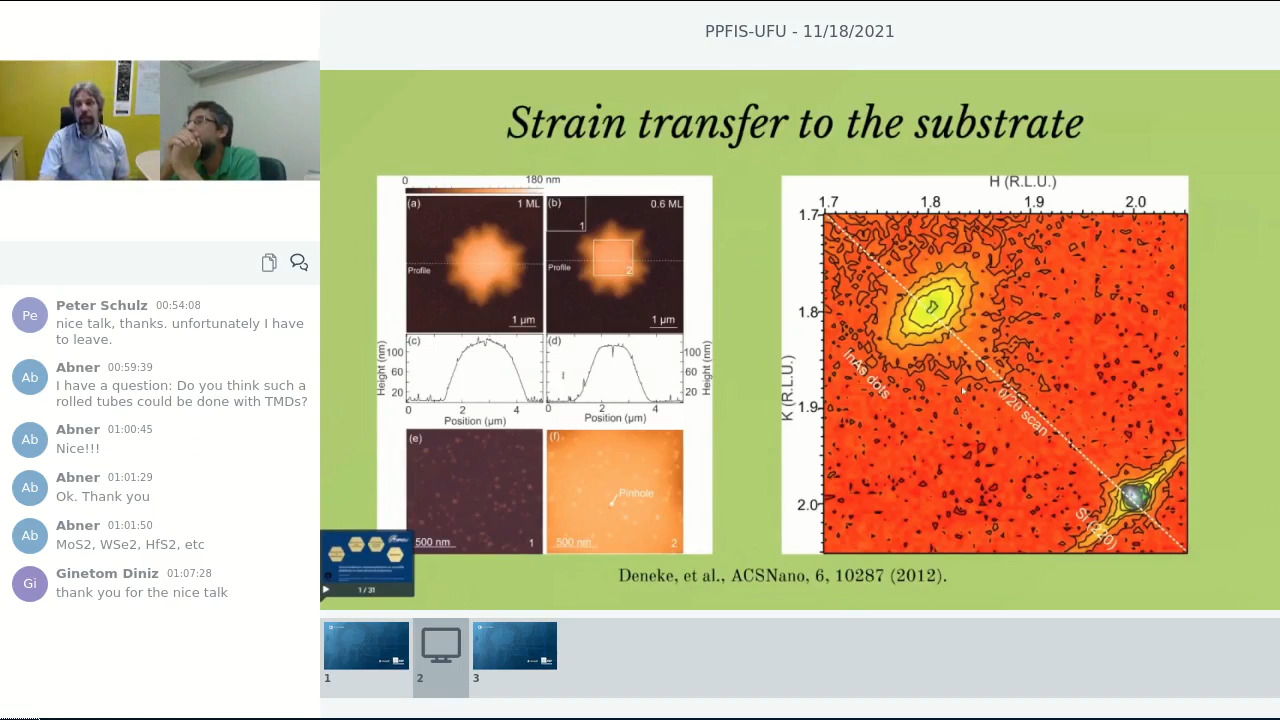 PPFIS-UFU - 11/18/2021
Peter Schulz 00:54:08
nice talk, thanks. unfortunately I have
to leave.
Abner 00:59:39
I have a question: Do you think such a
rolled tubes could be done with TMDs?
Abner 01:00:45
Nice!!!
Abner 01:01:29
Ok. Thank you
Abner 01:01:50
MoS2, WSe2, HfS2, etc
Ginetom Diniz 01:07:28
thank you for the nice talk
Pe
Ab
Ab
Ab
Ab
Gi
Strain transfer to the substrate
0 180 nm
(a) 1 ML
Profile
1 µm
(b) 0.6 ML
1
2
Profile
1 µm
(c)
Height (nm)
100
60
20
0 2 4
Position (µm)
(d)
100
60
20
Height (nm)
0 2 4
Position (µm)
(e)
500 nm 1
(f)
Pinhole
500 nm 2
H (R.L.U.)
1.7 1.8 1.9 2.0
K (R.L.U.)
1.7
1.8
1.9
2.0
InAs dots
θ/2θ scan
Si (220)
Deneke, et al., ACSNano, 6, 10287 (2012).
1 / 31
1
2
3